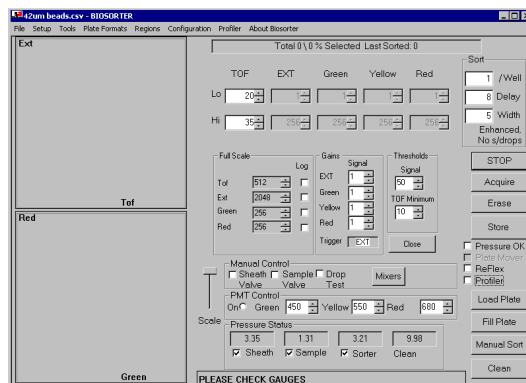 42um beads.csv - BIOSORTER
File Setup Tools Plate Formats Regions Configuration Profiler About Biosorter
Ext
Tof
Red
Green
Total 0 \ 0 % Selected Last Sorted: 0
TOF EXT Green Yellow Red
Lo 20 1 1 1 1
Hi 35 256 256 256 256
Sort
1 /Well
8 Delay
5 Width
Enhanced,
No s/drops
Full Scale
Log
Tof 512
Ext 2048
Green 256
Red 256
Gains
Signal
EXT 1
Green 1
Yellow 1
Red 1
Trigger EXT
Thresholds
Signal
50
TOF Minimum
10
Close
STOP
Acquire
Erase
Store
Pressure OK
Plate Mover
ReFlex
Profiler
Load Plate
Fill Plate
Manual Sort
Clean
Scale
Manual Control
Sheath Valve
Sample Valve
Drop Test
Mixers
PMT Control
On Green 450 Yellow 550 Red 680
Pressure Status
3.35 1.31 3.21 9.98
Sheath Sample Sorter Clean
PLEASE CHECK GAUGES